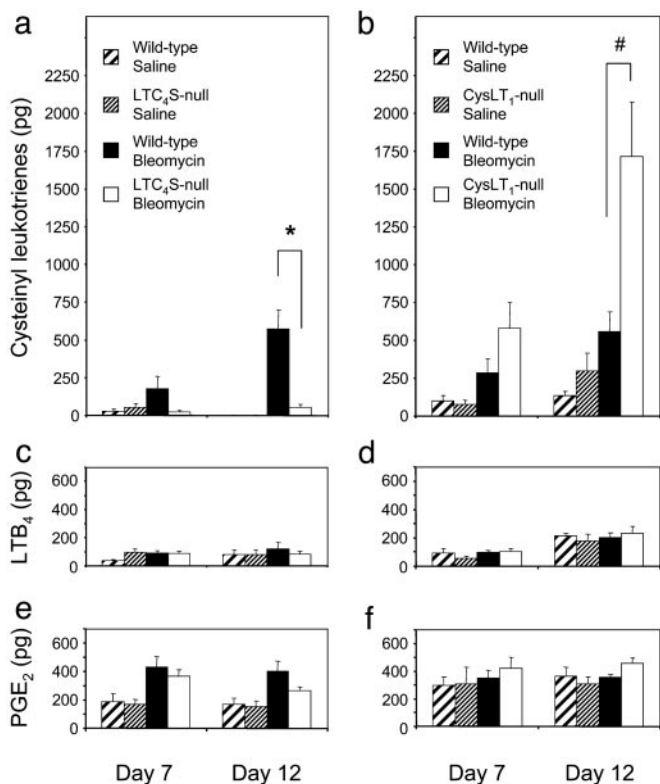 a
Cysteinyl leukotrienes (pg)
2250
2000
1750
1500
1250
1000
750
500
250
0
Wild-type
Saline
LTC₄S-null
Saline
Wild-type
Bleomycin
LTC₄S-null
Bleomycin
*
b
2250
2000
1750
1500
1250
1000
750
500
250
0
Wild-type
Saline
CysLT₁-null
Saline
Wild-type
Bleomycin
CysLT₁-null
Bleomycin
#
c
LTB₄ (pg)
600
400
200
0
d
600
400
200
0
e
PGE₂ (pg)
600
400
200
0
f
600
400
200
0
Day 7
Day 12
Day 7
Day 12